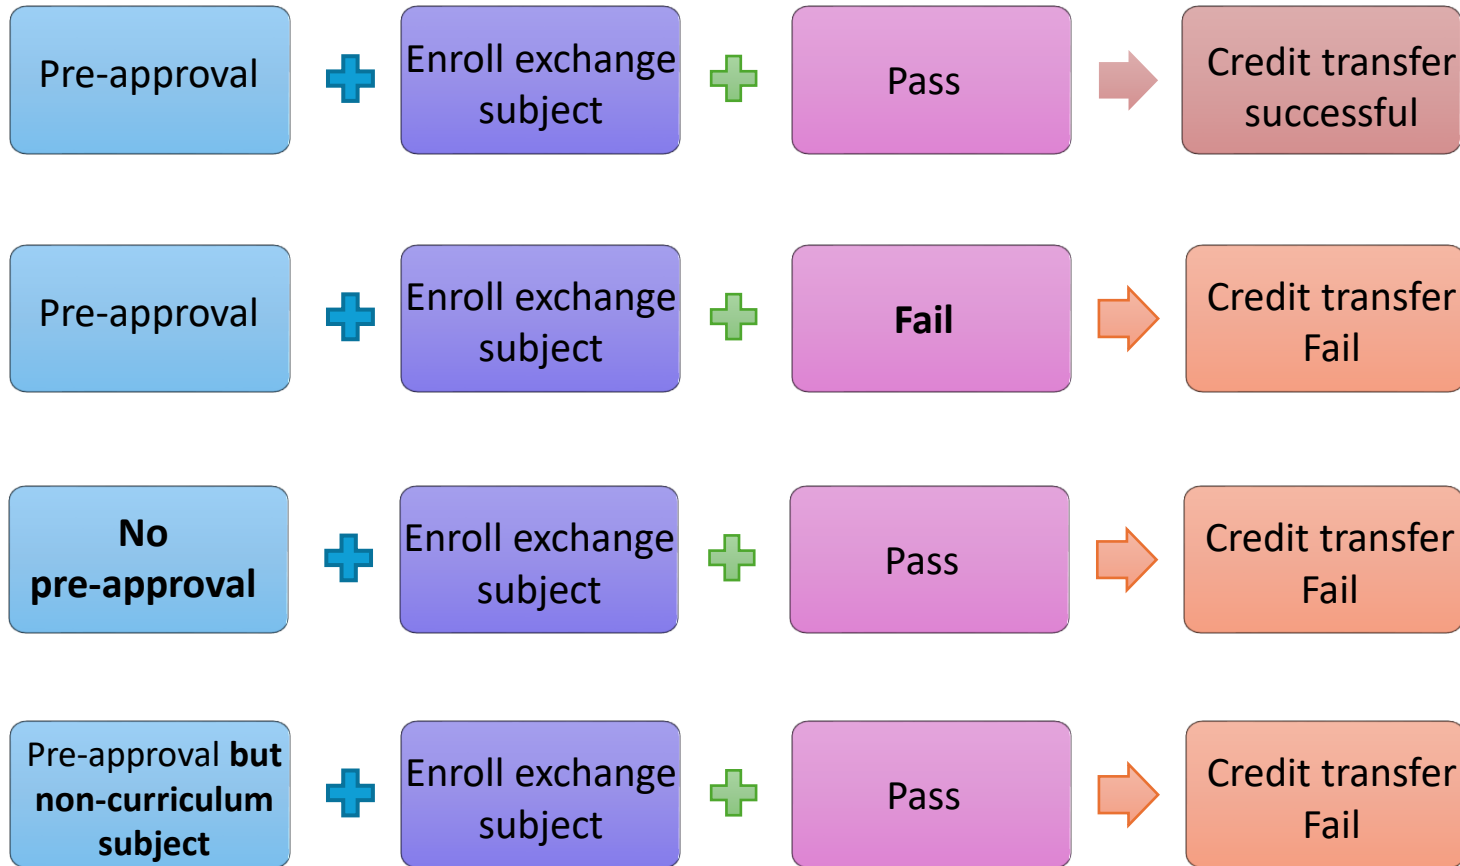 Pre-approval
Enroll exchange
subject
Pass
Credit transfer
successful
Pre-approval
Enroll exchange
subject
Fail
Credit transfer
Fail
No
pre-approval
Enroll exchange
subject
Pass
Credit transfer
Fail
Pre-approval but
non-curriculum
subject
Enroll exchange
subject
Pass
Credit transfer
Fail